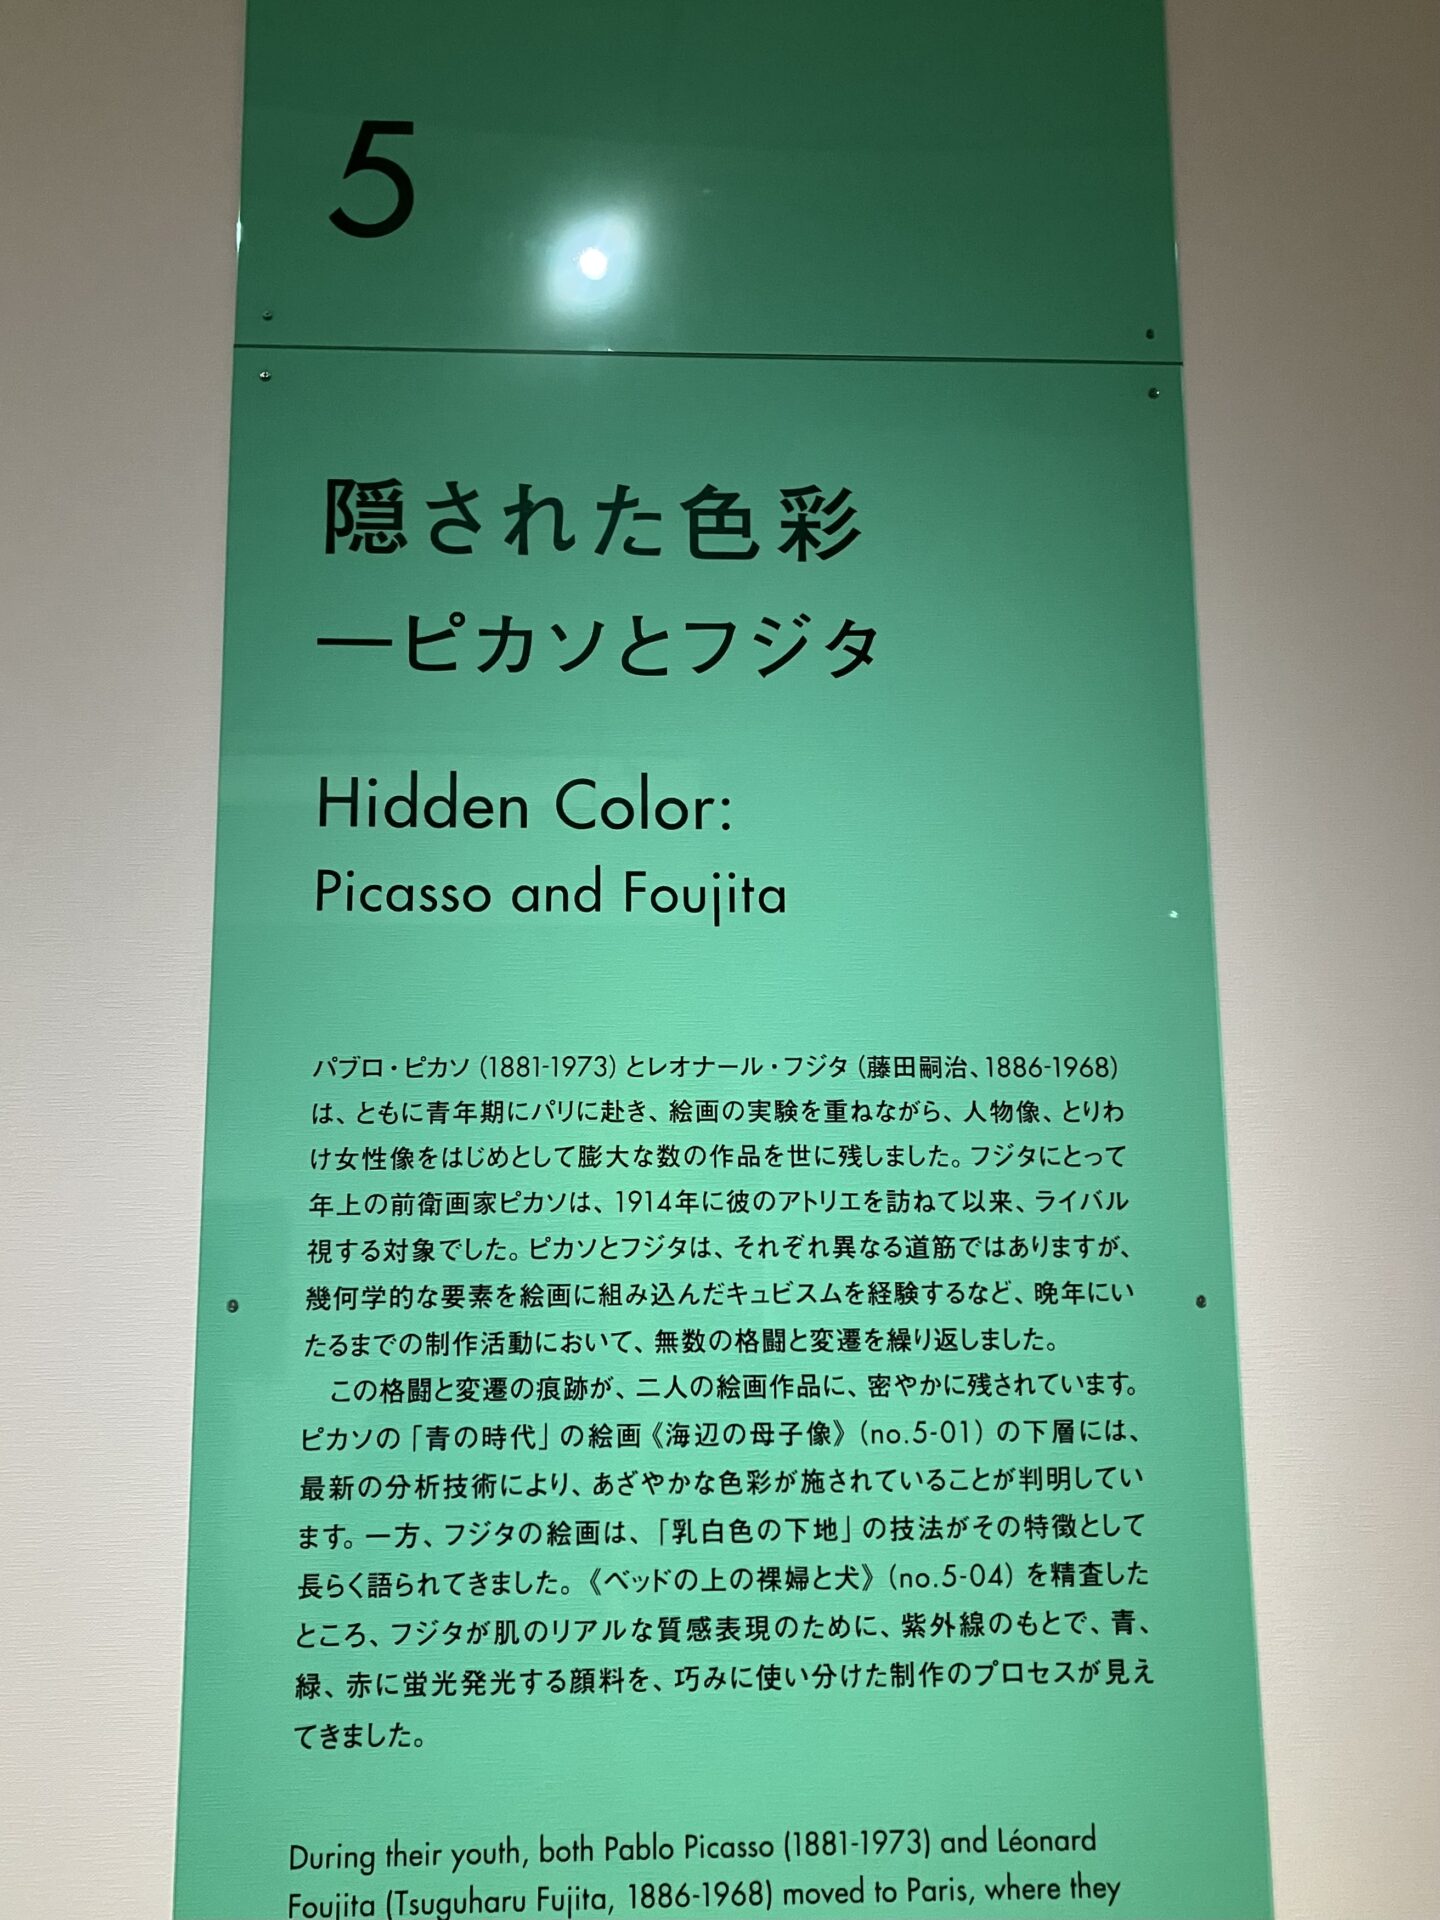 5
隠された色彩
―ピカソとフジタ
Hidden Color:
Picasso and Foujita
パブロ・ピカソ（1881-1973）とレオナール・フジタ（藤田嗣治、1886-1968）
は、ともに青年期にパリに赴き、絵画の実験を重ねながら、人物像、とりわ
け女性像をはじめとして膨大な数の作品を世に残しました。フジタにとって
年上の前衛画家ピカソは、1914年に彼のアトリエを訪ねて以来、ライバル
視する対象でした。ピカソとフジタは、それぞれ異なる道筋ではありますが、
幾何学的な要素を絵画に組み込んだキュビスムを経験するなど、晩年にい
たるまでの制作活動において、無数の格闘と変遷を繰り返しました。
この格闘と変遷の痕跡が、二人の絵画作品に、密やかに残されています。
ピカソの「青の時代」の絵画《海辺の母子像》（no.5-01）の下層には、
最新の分析技術により、あざやかな色彩が施されていることが判明してい
ます。一方、フジタの絵画は、「乳白色の下地」の技法がその特徴として
長らく語られてきました。《ベッドの上の裸婦と犬》（no.5-04）を精査した
ところ、フジタが肌のリアルな質感表現のために、紫外線のもとで、青、
緑、赤に蛍光発光する顔料を、巧みに使い分けた制作のプロセスが見え
てきました。
During their youth, both Pablo Picasso (1881-1973) and Léonard
Foujita (Tsuguharu Fujita, 1886-1968) moved to Paris, where they